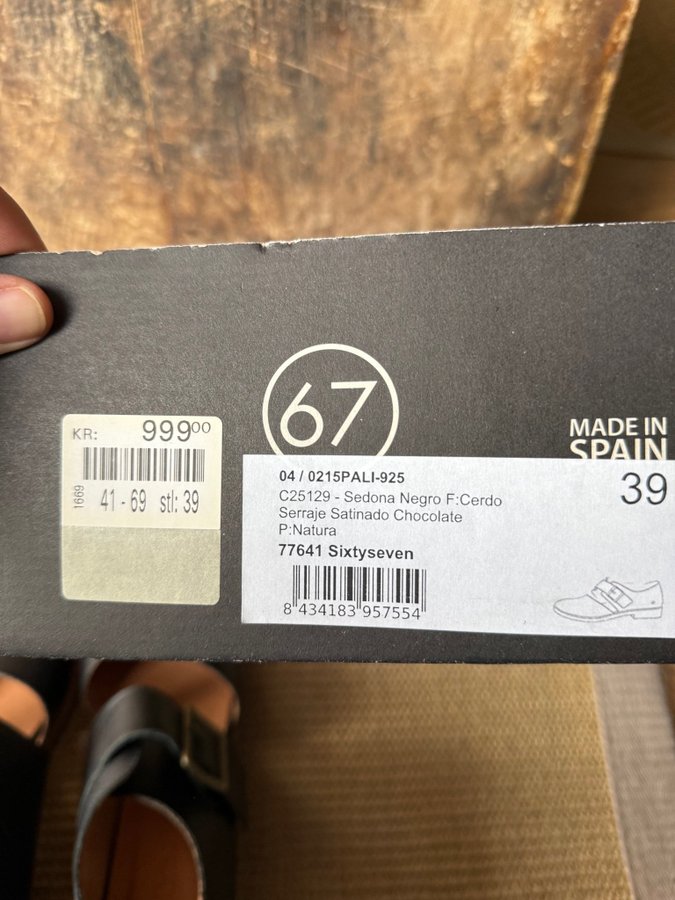 67
MADE IN
SPAIN
KR: 999⁰⁰
1669
41 - 69 stl: 39
04 / 0215PALI-925
39
C25129 - Sedona Negro F:Cerdo
Serraje Satinado Chocolate
P:Natura
77641 Sixtyseven
8 434183 957554